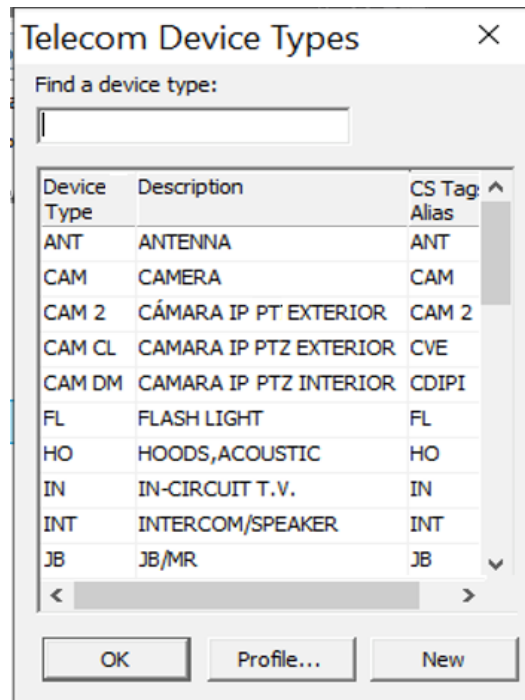 Telecom Device Types
Find a device type:
Device Type Description CS Tag Alias
ANT ANTENNA ANT
CAM CAMERA CAM
CAM 2 CÁMARA IP PT EXTERIOR CAM 2
CAM CL CAMARA IP PTZ EXTERIOR CVE
CAM DM CAMARA IP PTZ INTERIOR CDIPI
FL FLASH LIGHT FL
HO HOODS,ACOUSTIC HO
IN IN-CIRCUIT T.V. IN
INT INTERCOM/SPEAKER INT
JB JB/MR JB
OK Profile... New